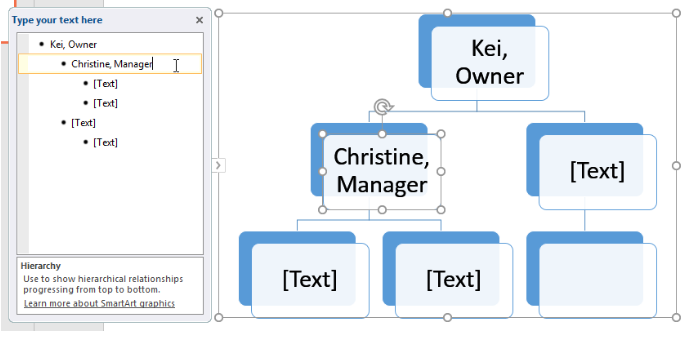 Type your text here
Kei, Owner
Christine, Manager
[Text]
[Text]
[Text]
[Text]
Hierarchy
Use to show hierarchical relationships
progressing from top to bottom.
Learn more about SmartArt graphics
Kei,
Owner
Christine,
Manager
[Text]
[Text]
[Text]